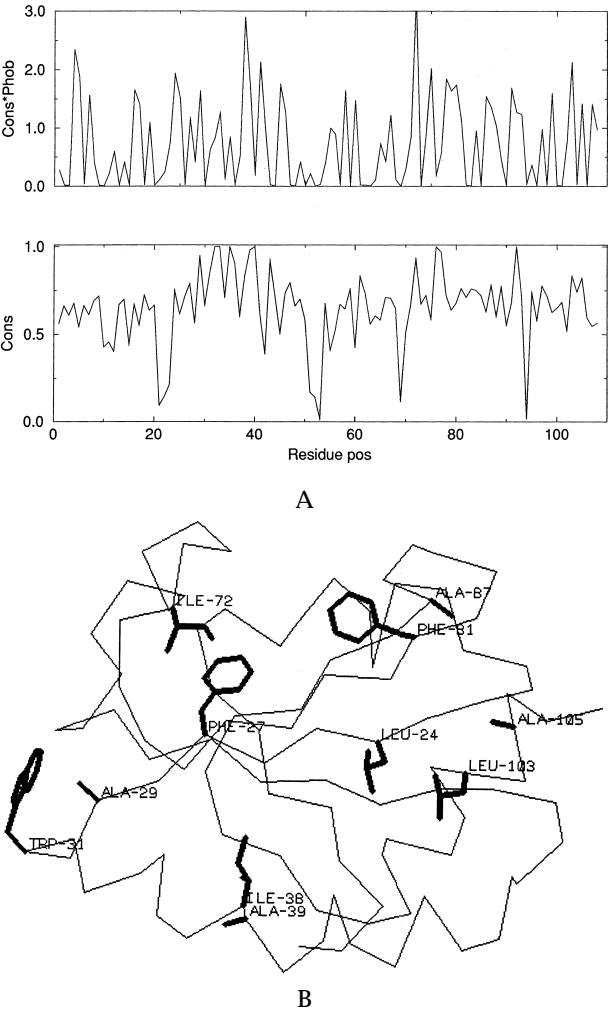 3.0
2.0
1.0
0.0
Cons*Phob
1.0
0.5
0.0
Cons
0 20 40 60 80 100
Residue pos
A
ILE-72
ALA-87
PHE-81
PHE-27
ALA-105
LEU-24
LEU-103
ALA-29
TRP-31
ILE-38
ALA-39
B